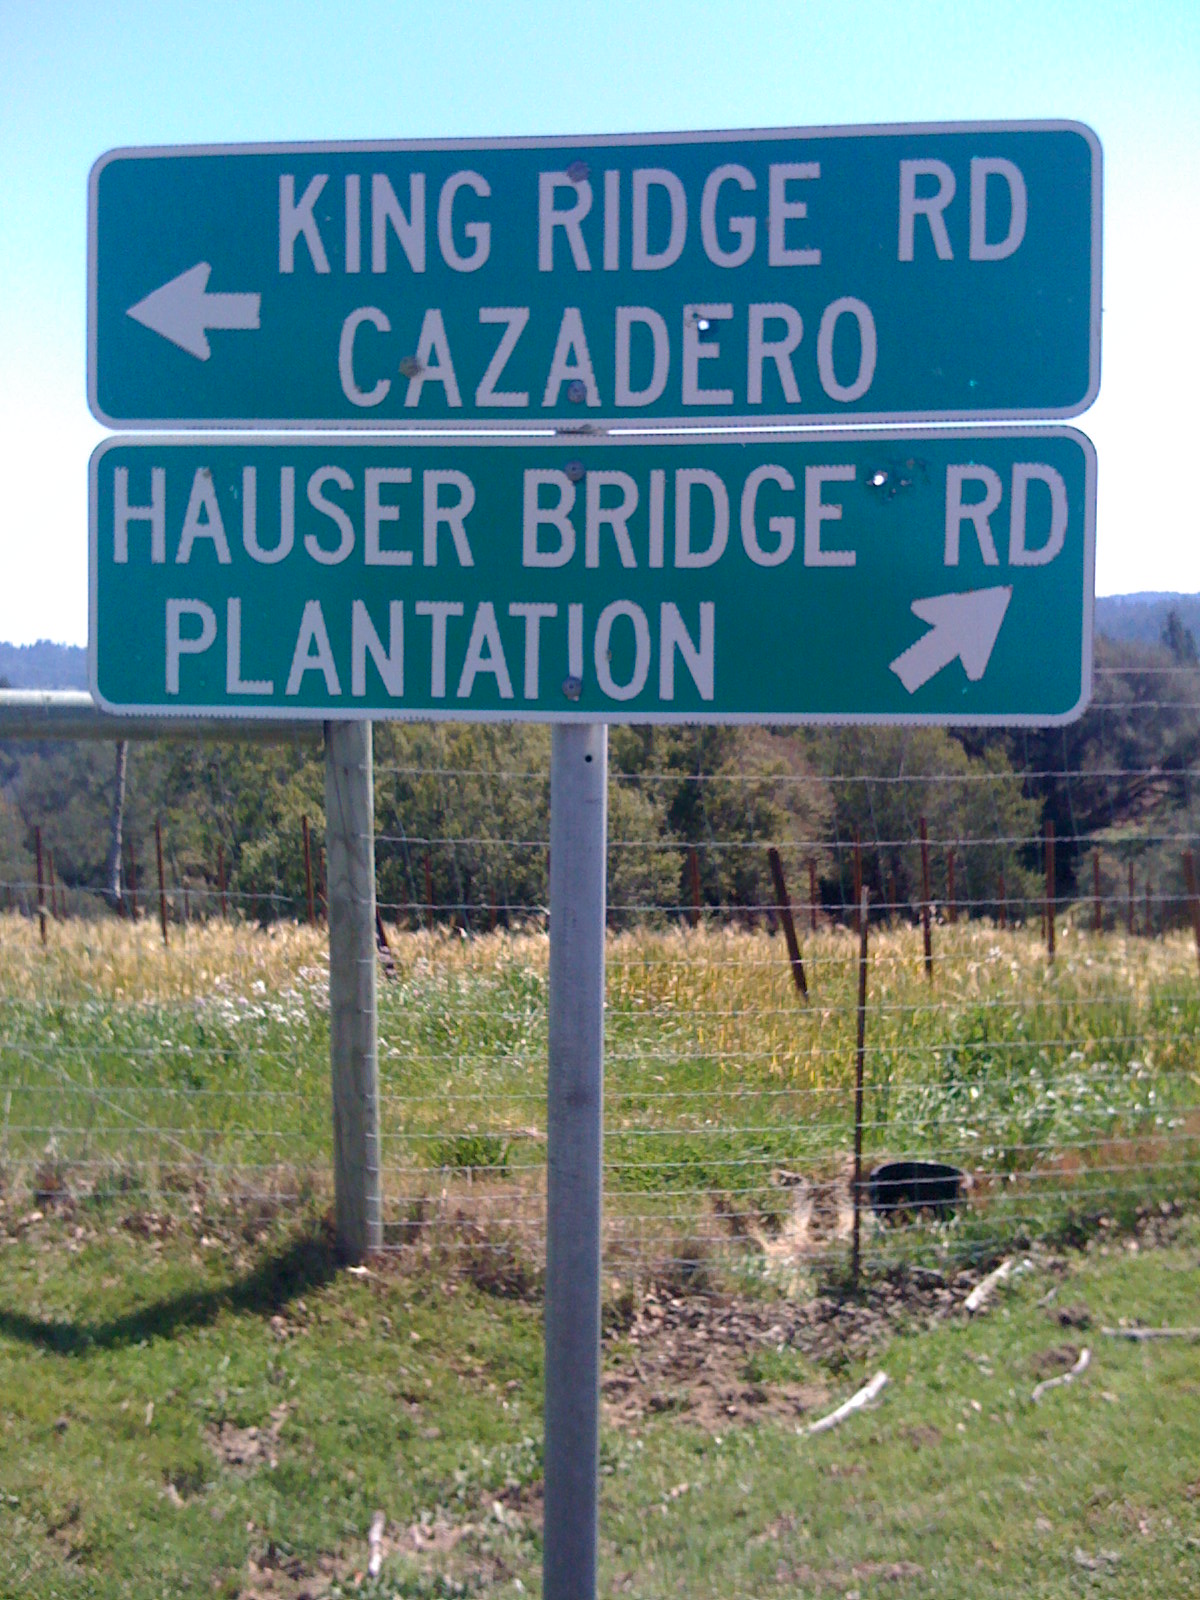 KING RIDGE RD
CAZADERO
HAUSER BRIDGE RD
PLANTATION